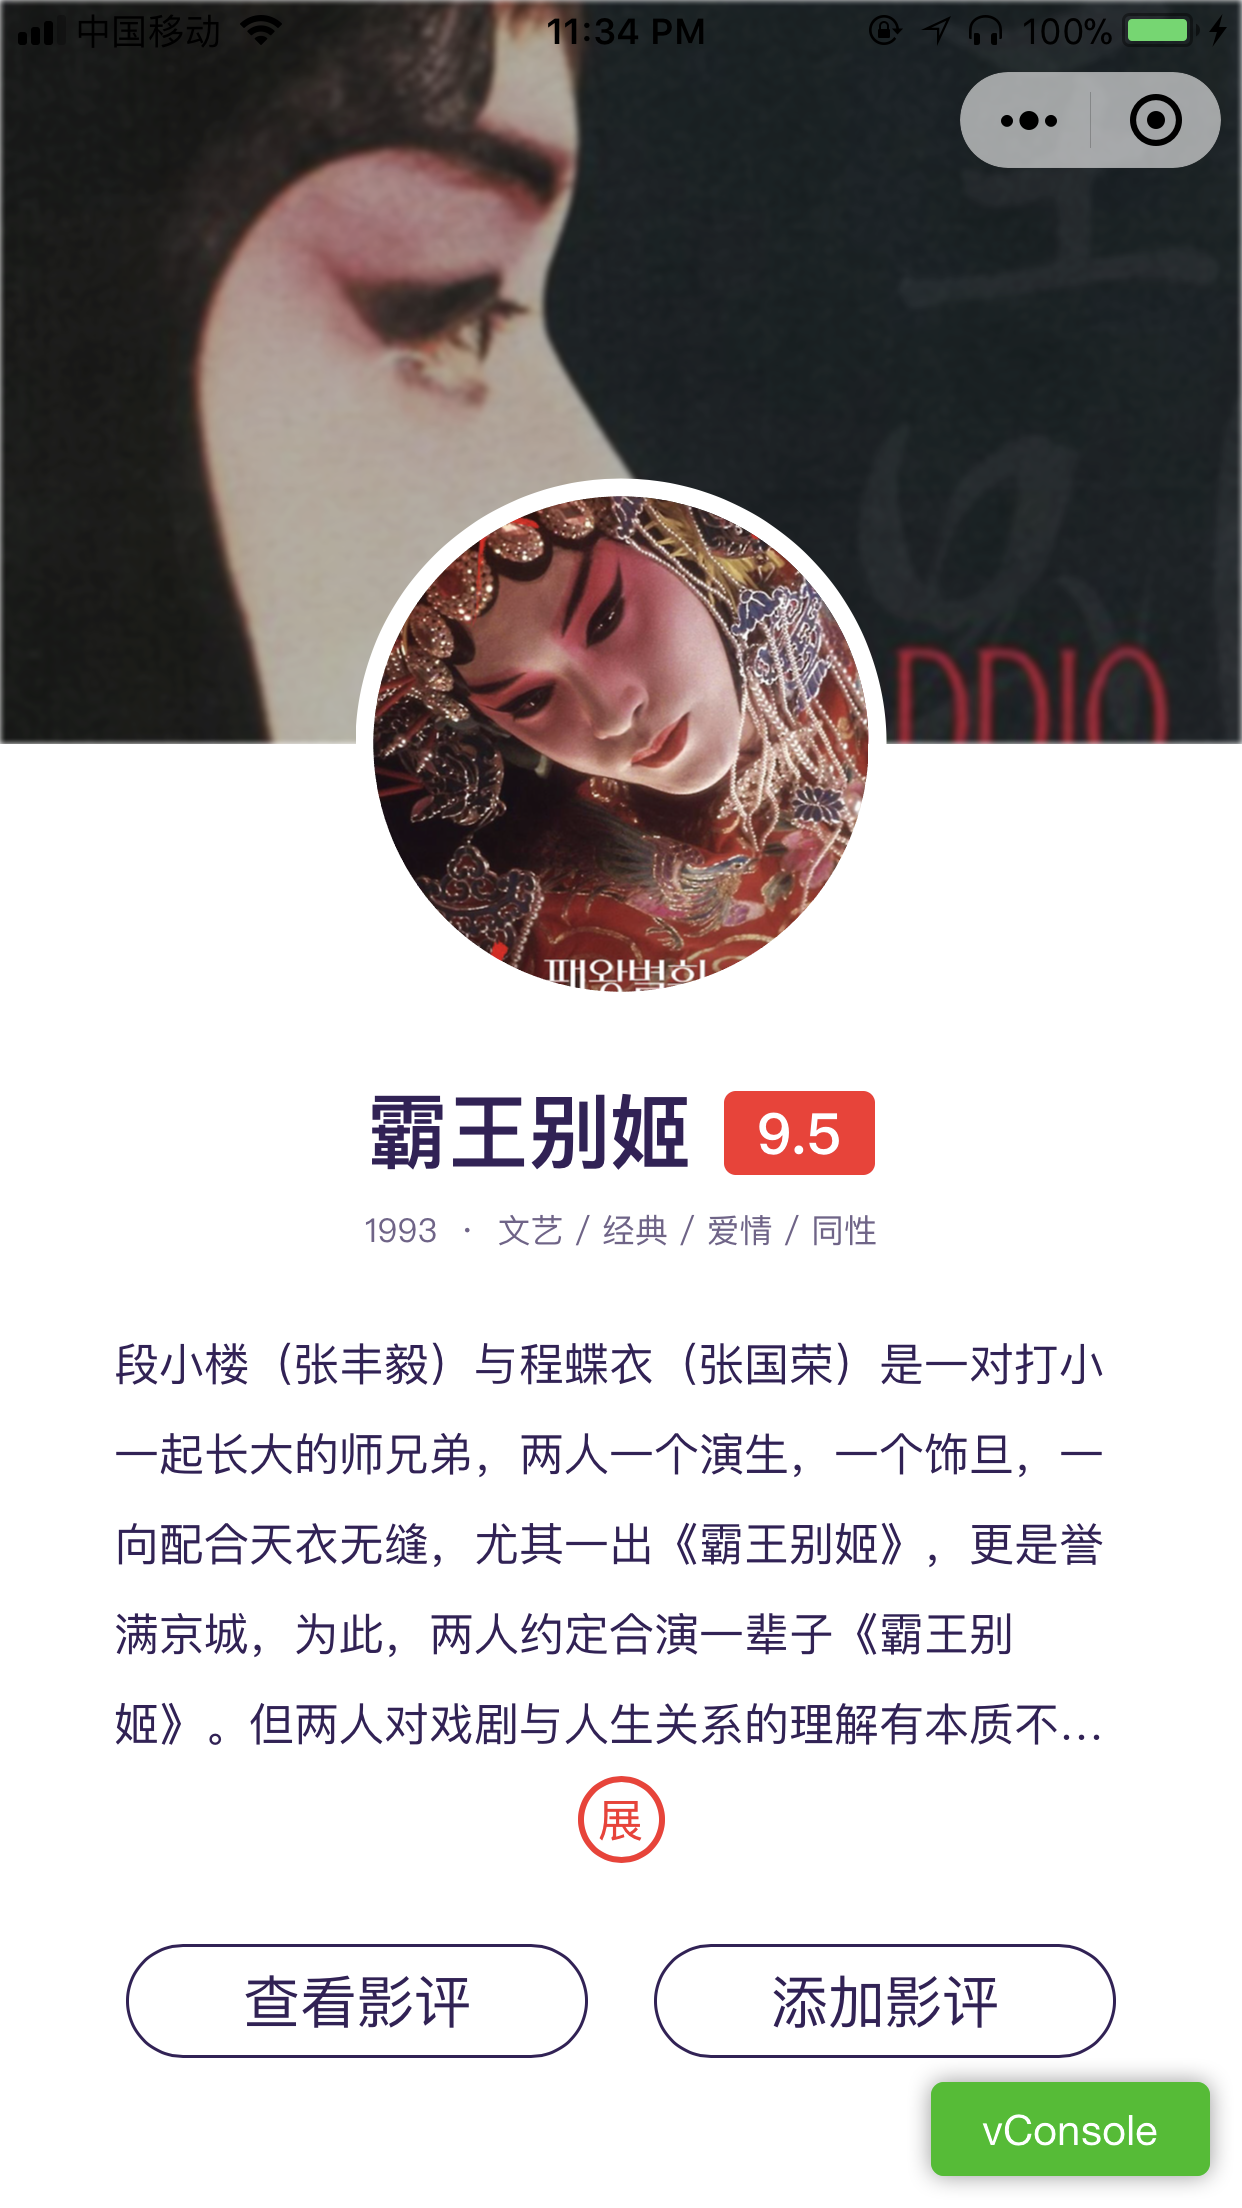 中国移动 11:34 PM 100%
패왕별희
霸王别姬 9.5
1993 · 文艺 / 经典 / 爱情 / 同性
段小楼（张丰毅）与程蝶衣（张国荣）是一对打小
一起长大的师兄弟，两人一个演生，一个饰旦，一
向配合天衣无缝，尤其一出《霸王别姬》，更是誉
满京城，为此，两人约定合演一辈子《霸王别
姬》。但两人对戏剧与人生关系的理解有本质不...
展
查看影评 添加影评
vConsole